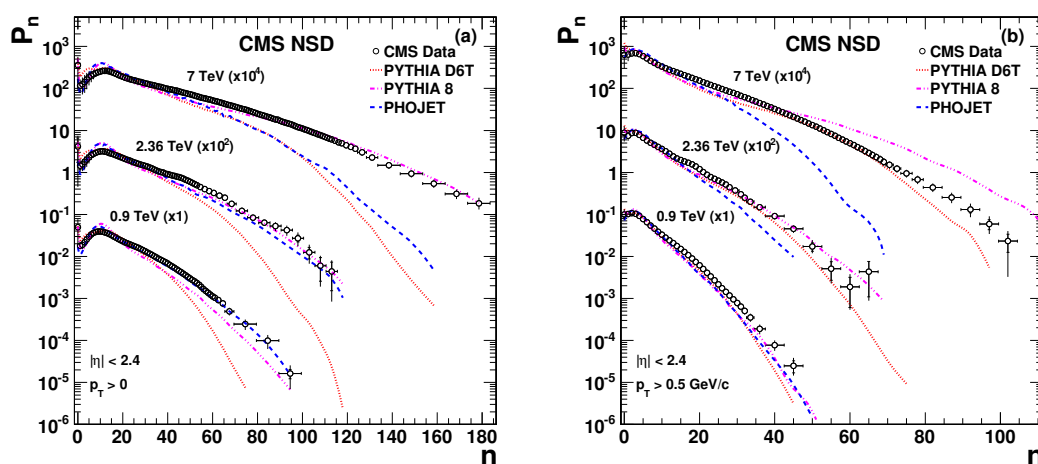 P_n
(a)
CMS NSD
CMS Data
PYTHIA D6T
PYTHIA 8
PHOJET
7 TeV (x10^4)
2.36 TeV (x10^2)
0.9 TeV (x1)
|η| < 2.4
p_T > 0
10^3
10^2
10
1
10^-1
10^-2
10^-3
10^-4
10^-5
10^-6
0 20 40 60 80 100 120 140 160 180
n
P_n
(b)
CMS NSD
CMS Data
PYTHIA D6T
PYTHIA 8
PHOJET
7 TeV (x10^4)
2.36 TeV (x10^2)
0.9 TeV (x1)
|η| < 2.4
p_T > 0.5 GeV/c
10^3
10^2
10
1
10^-1
10^-2
10^-3
10^-4
10^-5
10^-6
0 20 40 60 80 100
n